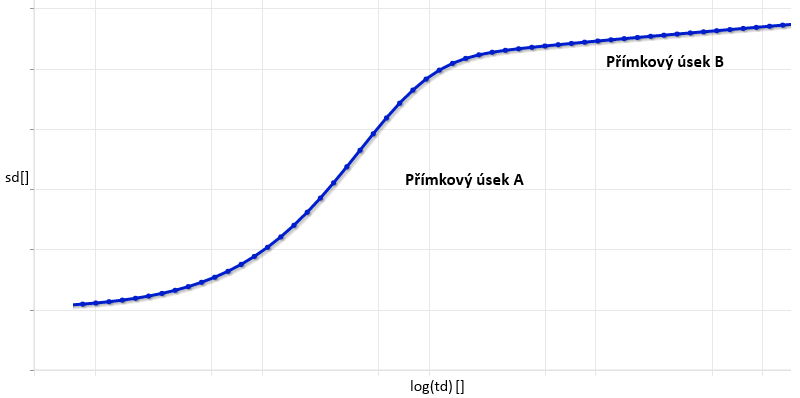 Přímkový úsek B
sd[]
Přímkový úsek A
log(td) []